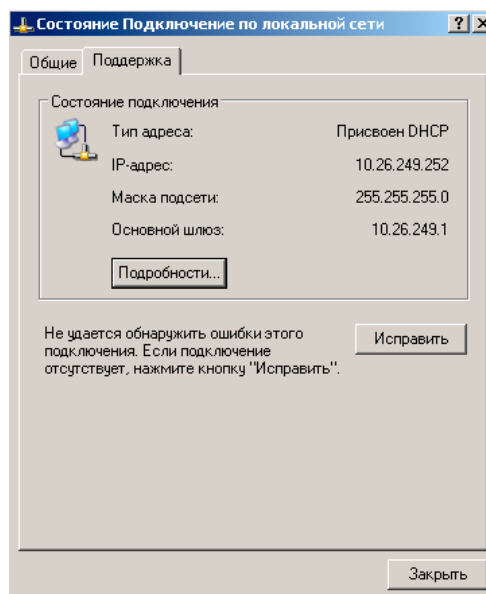 Состояние Подключение по локальной сети
Общие Поддержка
Состояние подключения
Тип адреса: Присвоен DHCP
IP-адрес: 10.26.249.252
Маска подсети: 255.255.255.0
Основной шлюз: 10.26.249.1
Подробности...
Не удается обнаружить ошибки этого
подключения. Если подключение
отсутствует, нажмите кнопку "Исправить".
Исправить
Закрыть